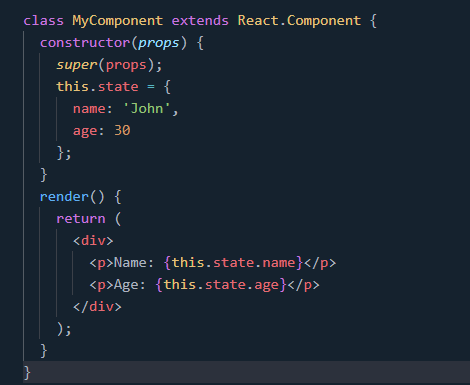 class MyComponent extends React.Component {
  constructor(props) {
    super(props);
    this.state = {
      name: 'John',
      age: 30
    };
  }
  render() {
    return (
      <div>
        <p>Name: {this.state.name}</p>
        <p>Age: {this.state.age}</p>
      </div>
    );
  }
}